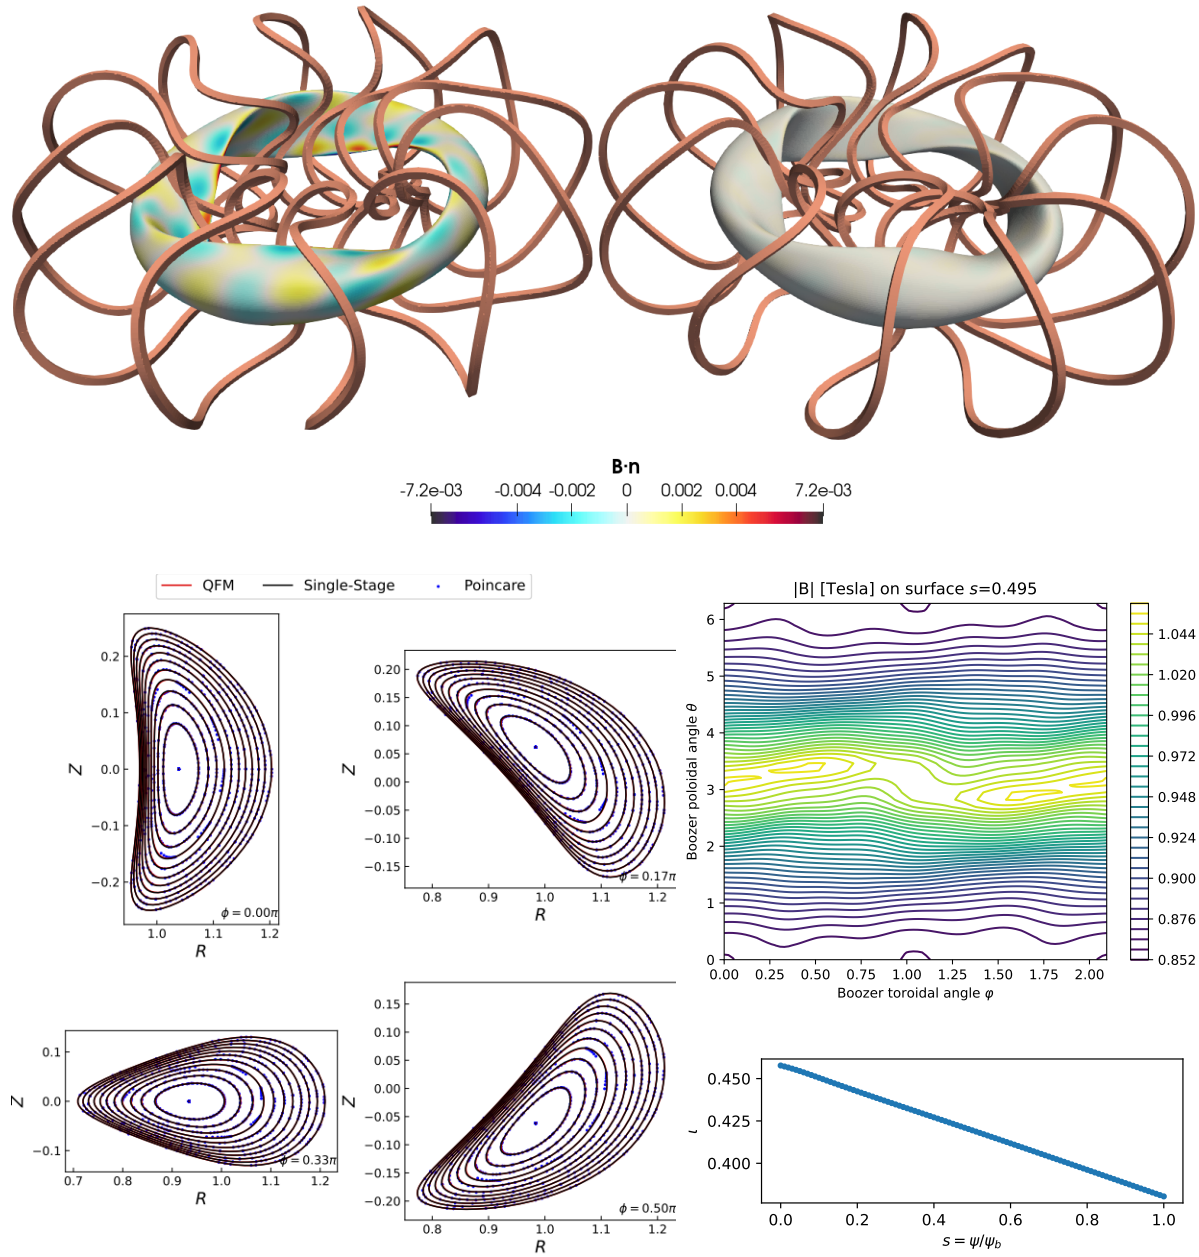 B·n
-7.2e-03 -0.004 -0.002 0 0.002 0.004 7.2e-03
QFM Single-Stage Poincare
0.2
0.1
0.0
−0.1
−0.2
Z
ϕ = 0.00π
1.0 1.1 1.2
R
0.20
0.15
0.10
0.05
0.00
−0.05
−0.10
−0.15
Z
ϕ = 0.17π
0.8 0.9 1.0 1.1 1.2
R
|B| [Tesla] on surface s=0.495
6
5
4
3
2
1
0
Boozer poloidal angle θ
0.00 0.25 0.50 0.75 1.00 1.25 1.50 1.75 2.00
Boozer toroidal angle φ
1.044
1.020
0.996
0.972
0.948
0.924
0.900
0.876
0.852
0.1
0.0
−0.1
Z
ϕ = 0.33π
0.7 0.8 0.9 1.0 1.1 1.2
R
0.15
0.10
0.05
0.00
−0.05
−0.10
−0.15
−0.20
Z
ϕ = 0.50π
0.8 0.9 1.0 1.1 1.2
R
0.450
0.425
0.400
ι
0.0 0.2 0.4 0.6 0.8 1.0
s = ψ/ψ_b